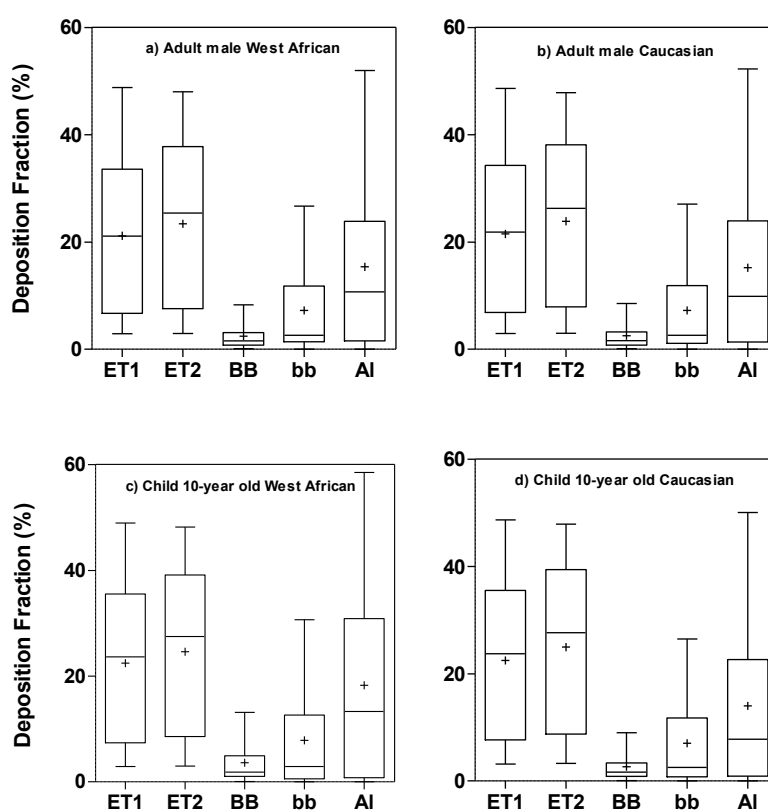 60
40
20
0
Deposition Fraction (%)
a) Adult male West African
ET1 ET2 BB bb AI
60
40
20
0
b) Adult male Caucasian
ET1 ET2 BB bb AI
60
40
20
0
Deposition Fraction (%)
c) Child 10-year old West African
ET1 ET2 BB bb AI
60
40
20
0
d) Child 10-year old Caucasian
ET1 ET2 BB bb AI